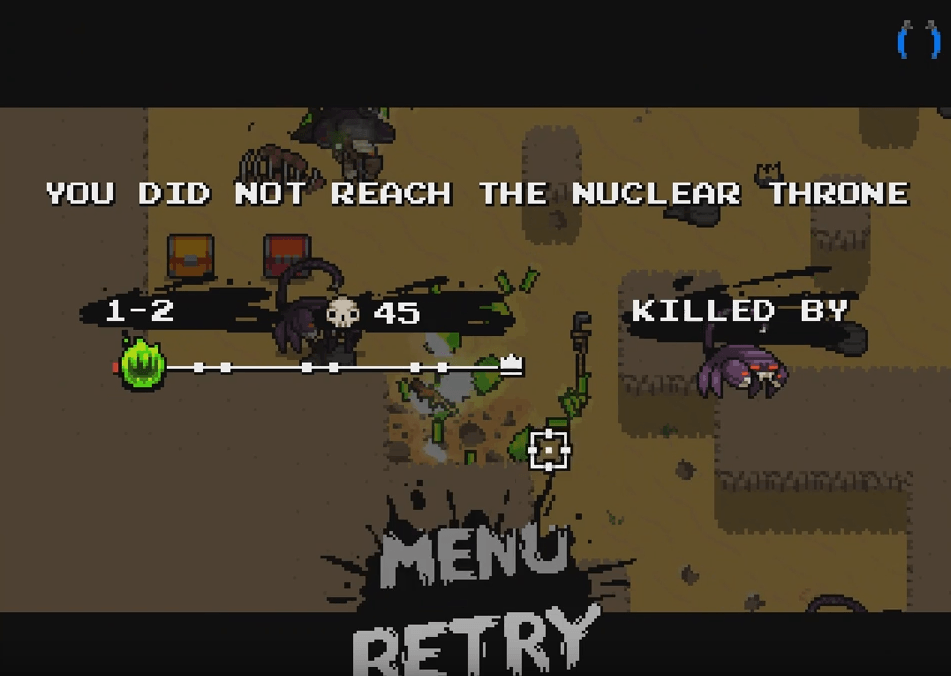 YOU DID NOT REACH THE NUCLEAR THRONE
1-2
45
KILLED BY
MENU
RETRY